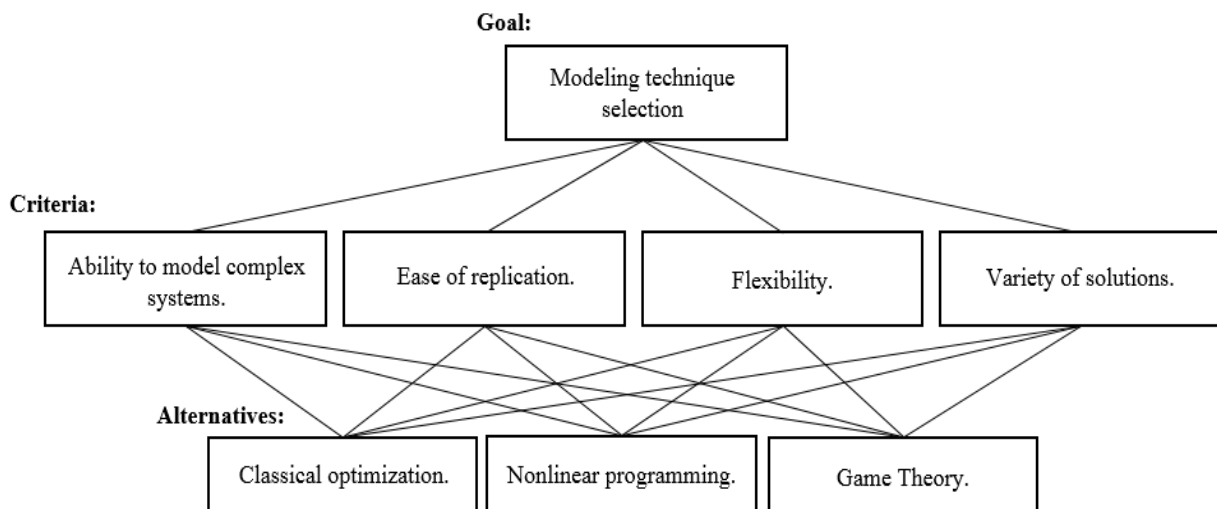 Goal:
Modeling technique
selection
Criteria:
Ability to model complex
systems.
Ease of replication.
Flexibility.
Variety of solutions.
Alternatives:
Classical optimization.
Nonlinear programming.
Game Theory.